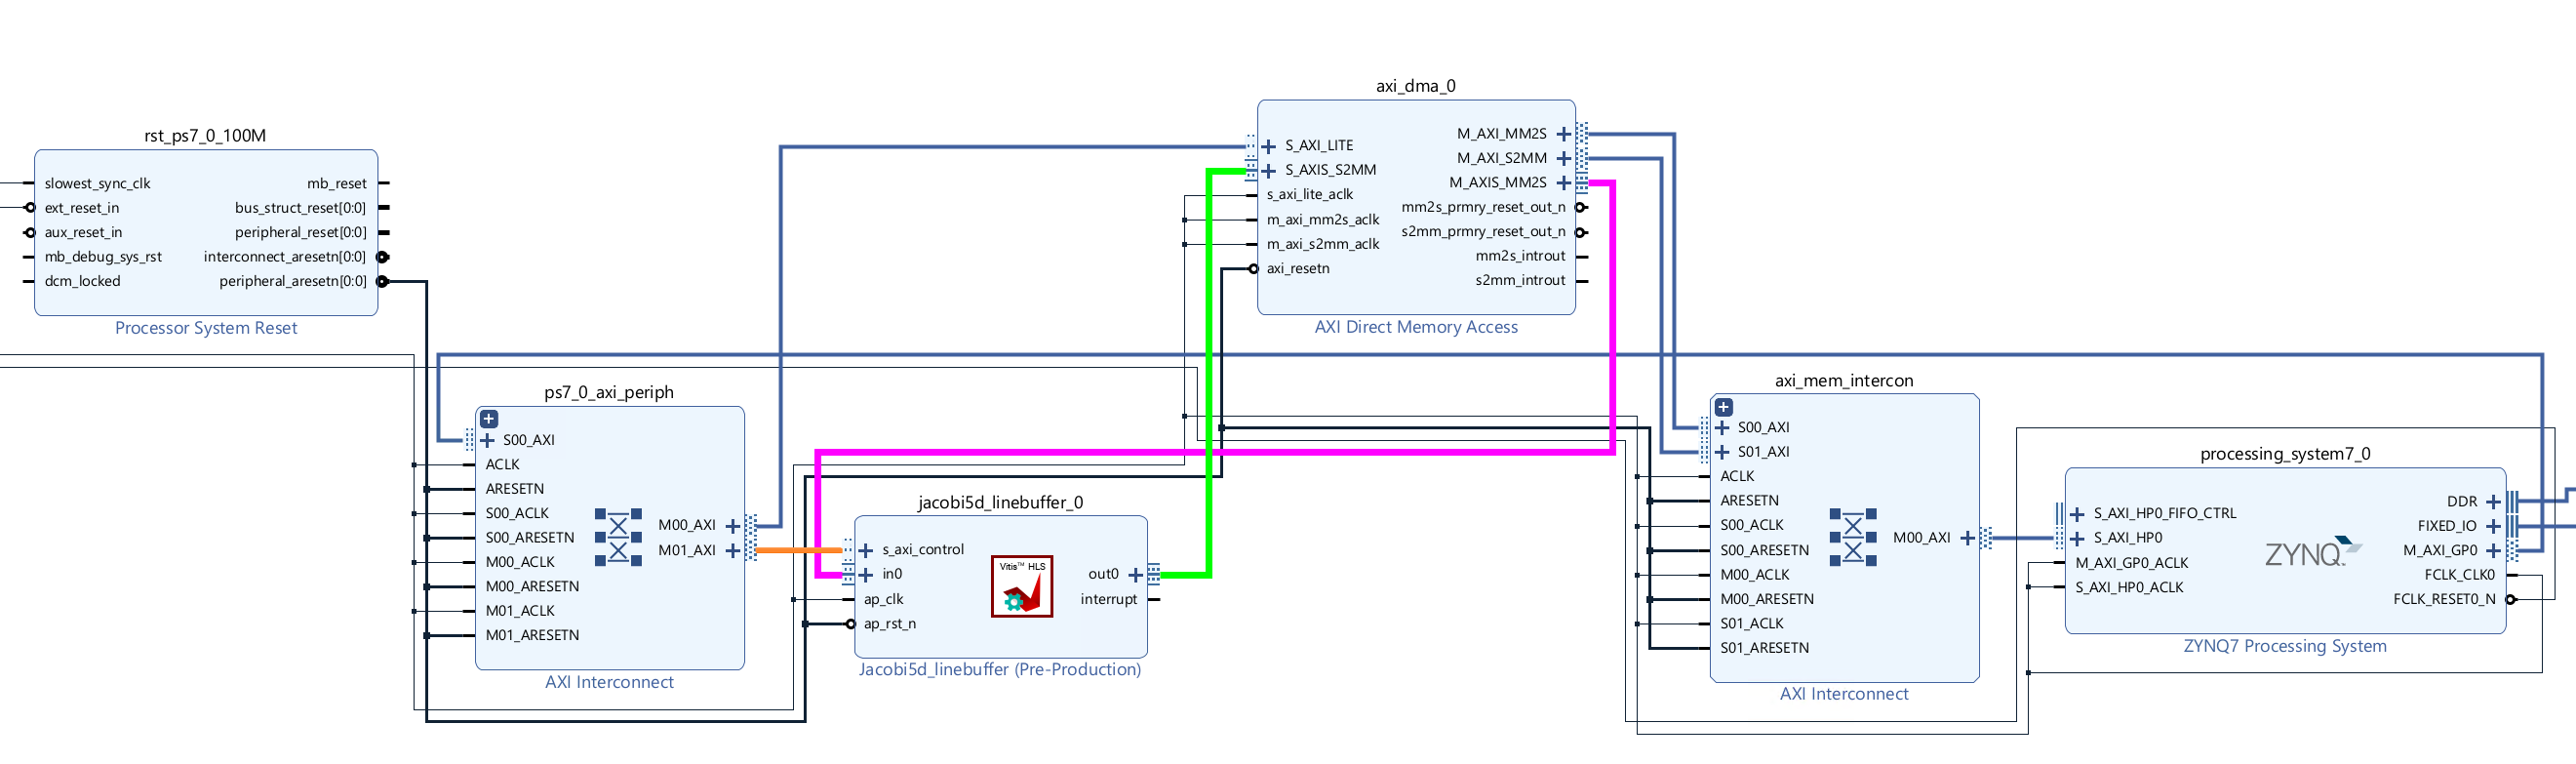 rst_ps7_0_100M
slowest_sync_clk
ext_reset_in
aux_reset_in
mb_debug_sys_rst
dcm_locked
mb_reset
bus_struct_reset[0:0]
peripheral_reset[0:0]
interconnect_aresetn[0:0]
peripheral_aresetn[0:0]
Processor System Reset
ps7_0_axi_periph
S00_AXI
ACLK
ARESETN
S00_ACLK
S00_ARESETN
M00_ACLK
M00_ARESETN
M01_ACLK
M01_ARESETN
M00_AXI
M01_AXI
AXI Interconnect
jacobi5d_linebuffer_0
s_axi_control
in0
ap_clk
ap_rst_n
Vitis™ HLS
out0
interrupt
Jacobi5d_linebuffer (Pre-Production)
axi_dma_0
S_AXI_LITE
S_AXIS_S2MM
s_axi_lite_aclk
m_axi_mm2s_aclk
m_axi_s2mm_aclk
axi_resetn
M_AXI_MM2S
M_AXI_S2MM
M_AXIS_MM2S
mm2s_prmry_reset_out_n
s2mm_prmry_reset_out_n
mm2s_introut
s2mm_introut
AXI Direct Memory Access
axi_mem_intercon
S00_AXI
S01_AXI
ACLK
ARESETN
S00_ACLK
S00_ARESETN
M00_ACLK
M00_ARESETN
S01_ACLK
S01_ARESETN
M00_AXI
AXI Interconnect
processing_system7_0
S_AXI_HP0_FIFO_CTRL
S_AXI_HP0
M_AXI_GP0_ACLK
S_AXI_HP0_ACLK
ZYNQ
DDR
FIXED_IO
M_AXI_GP0
FCLK_CLK0
FCLK_RESET0_N
ZYNQ7 Processing System